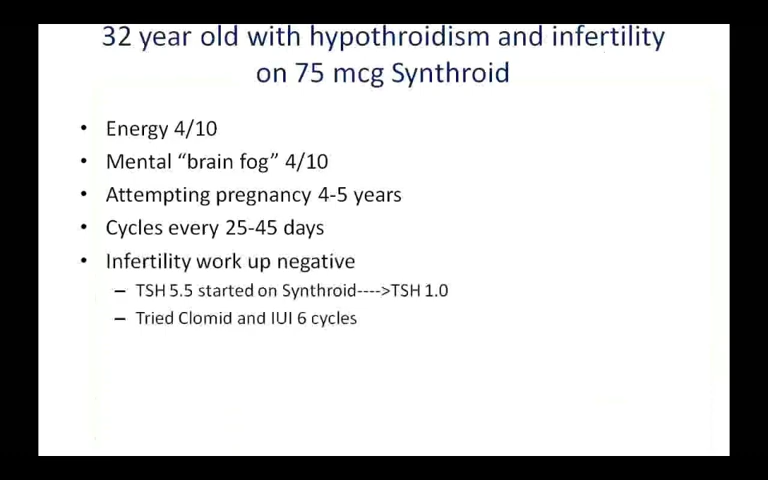 32 year old with hypothroidism and infertility
on 75 mcg Synthroid
• Energy 4/10
• Mental “brain fog” 4/10
• Attempting pregnancy 4-5 years
• Cycles every 25-45 days
• Infertility work up negative
– TSH 5.5 started on Synthroid---->TSH 1.0
– Tried Clomid and IUI 6 cycles